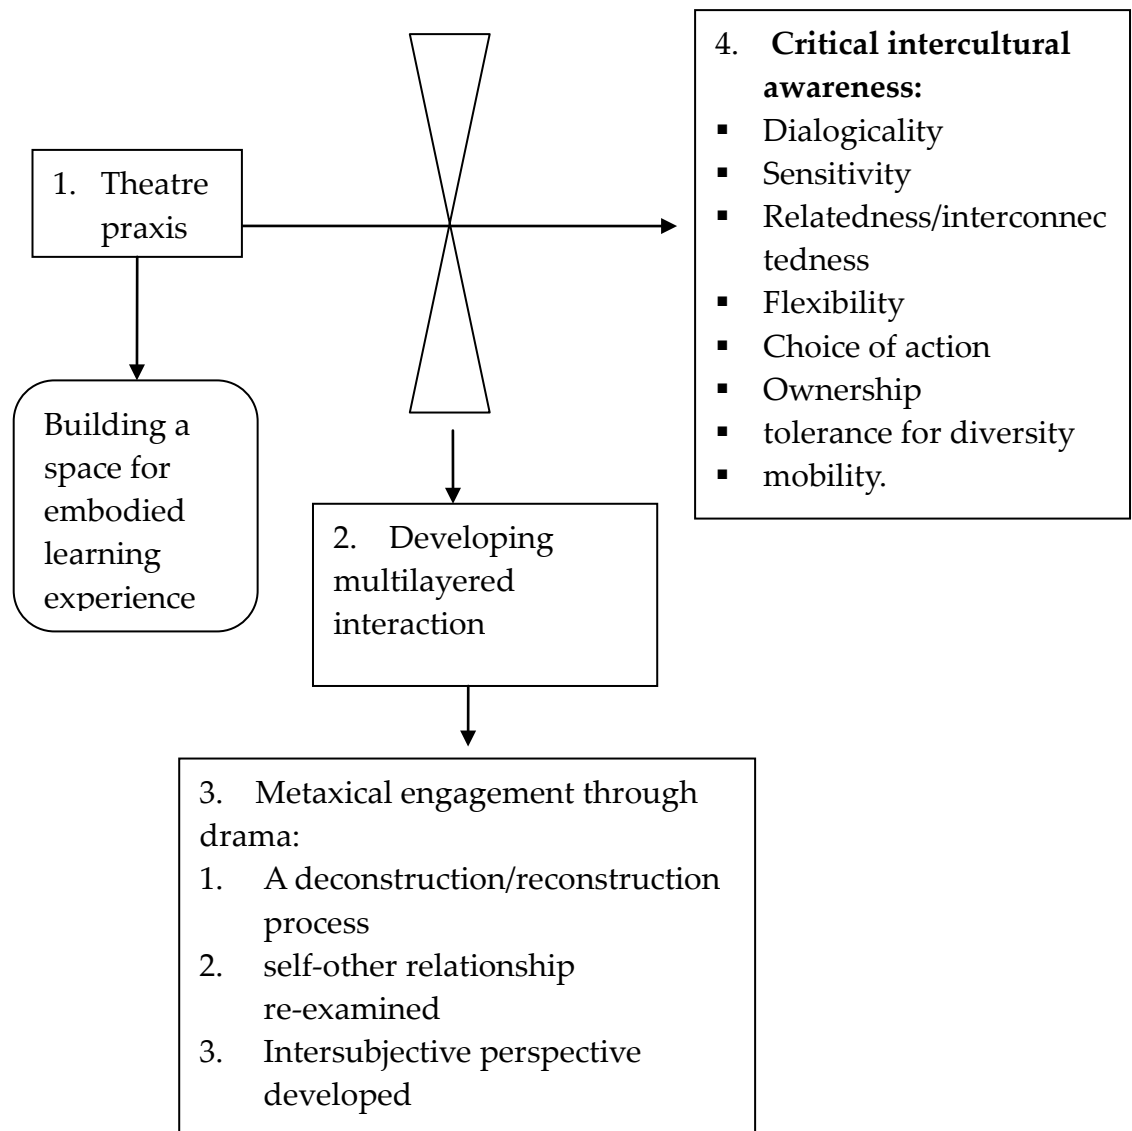 1. Theatre
praxis
Building a
space for
embodied
learning
experience
2. Developing
multilayered
interaction
3. Metaxical engagement through
drama:
1. A deconstruction/reconstruction
process
2. self-other relationship
re-examined
3. Intersubjective perspective
developed
4. Critical intercultural
awareness:
▪ Dialogicality
▪ Sensitivity
▪ Relatedness/interconnec
tedness
▪ Flexibility
▪ Choice of action
▪ Ownership
▪ tolerance for diversity
▪ mobility.